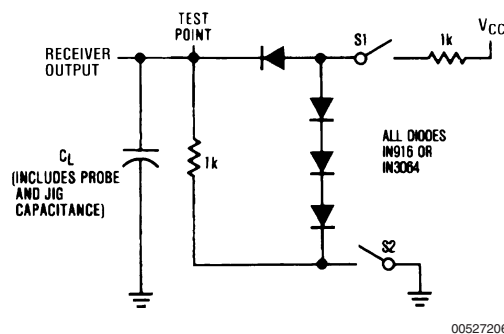 TEST
POINT
S1
1k
VCC
RECEIVER
OUTPUT
CL
(INCLUDES PROBE
AND JIG
CAPACITANCE)
1k
ALL DIODES
IN916 OR
IN3064
S2
00527206